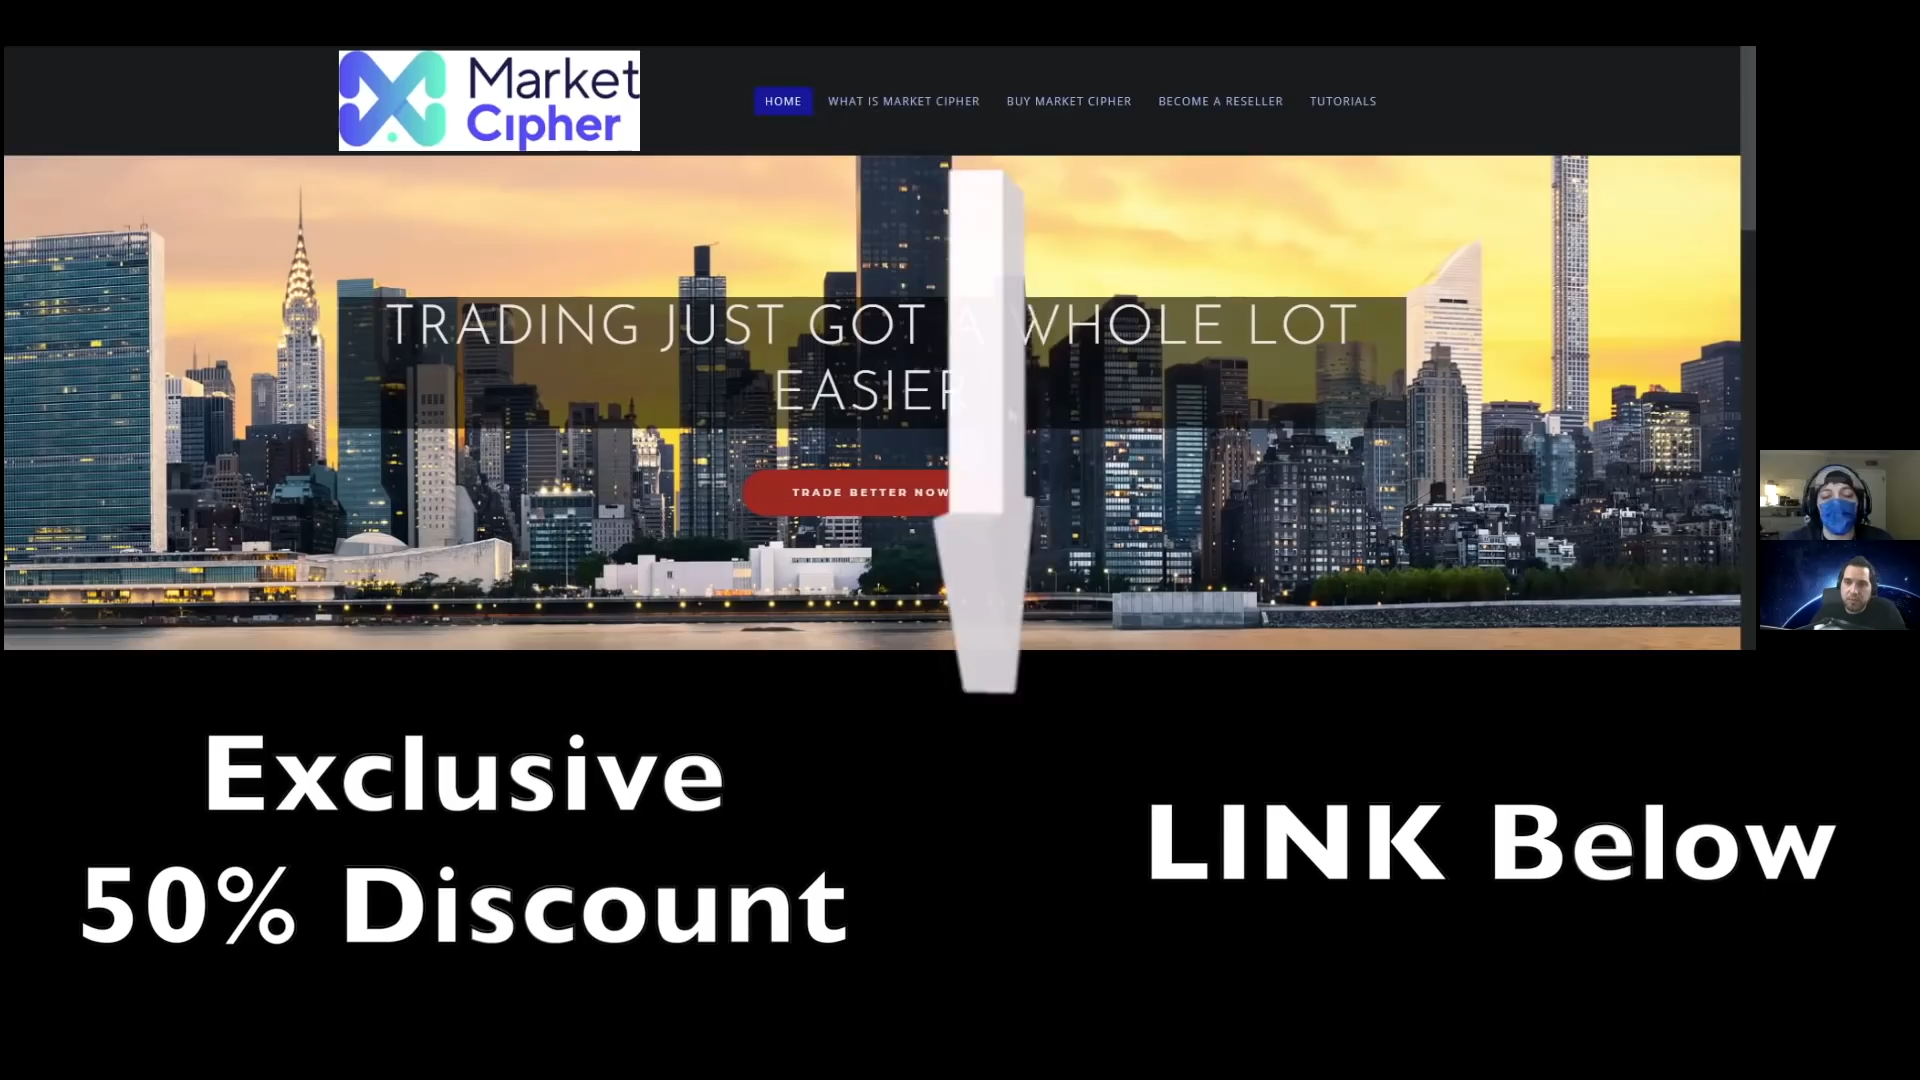 Market
Cipher
HOME WHAT IS MARKET CIPHER BUY MARKET CIPHER BECOME A RESELLER TUTORIALS
TRADING JUST GOT A WHOLE LOT
EASIER
TRADE BETTER NOW
Exclusive
50% Discount
LINK Below